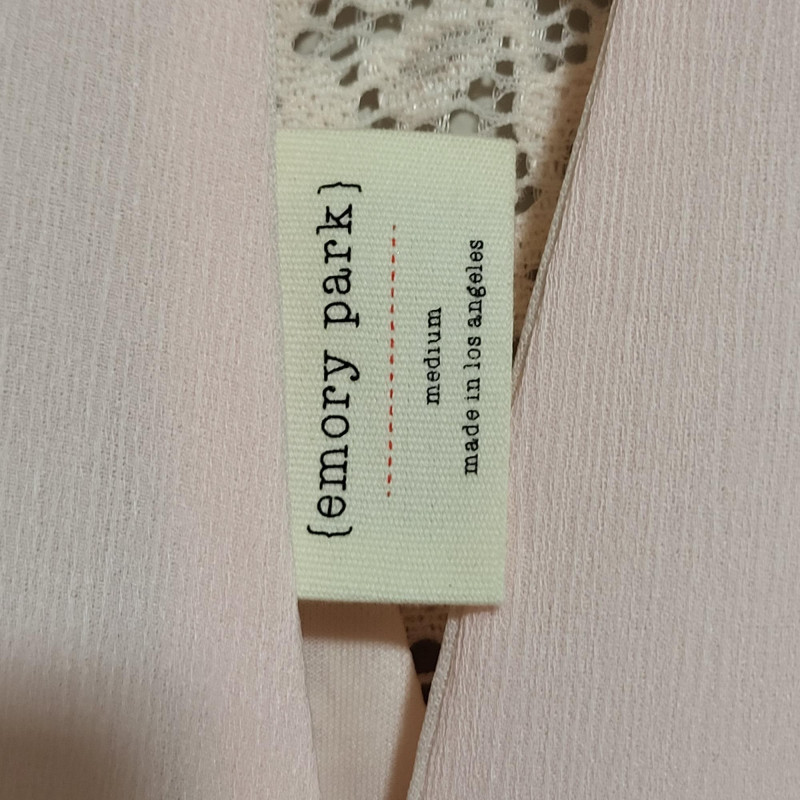 {emory park}
medium
made in los angeles